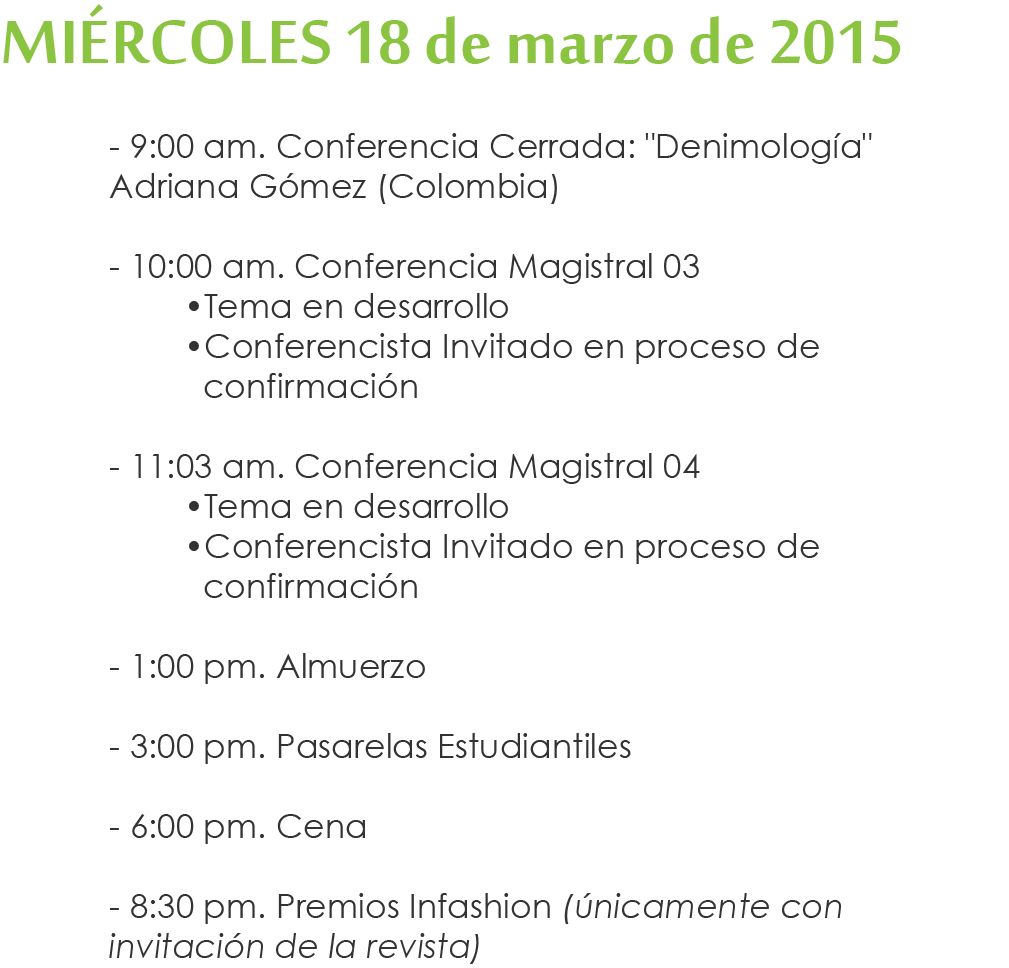 MIÉRCOLES 18 de marzo de 2015
- 9:00 am. Conferencia Cerrada: "Denimología"
Adriana Gómez (Colombia)
- 10:00 am. Conferencia Magistral 03
•Tema en desarrollo
•Conferencista Invitado en proceso de
confirmación
- 11:03 am. Conferencia Magistral 04
•Tema en desarrollo
•Conferencista Invitado en proceso de
confirmación
- 1:00 pm. Almuerzo
- 3:00 pm. Pasarelas Estudiantiles
- 6:00 pm. Cena
- 8:30 pm. Premios Infashion (únicamente con
invitación de la revista)